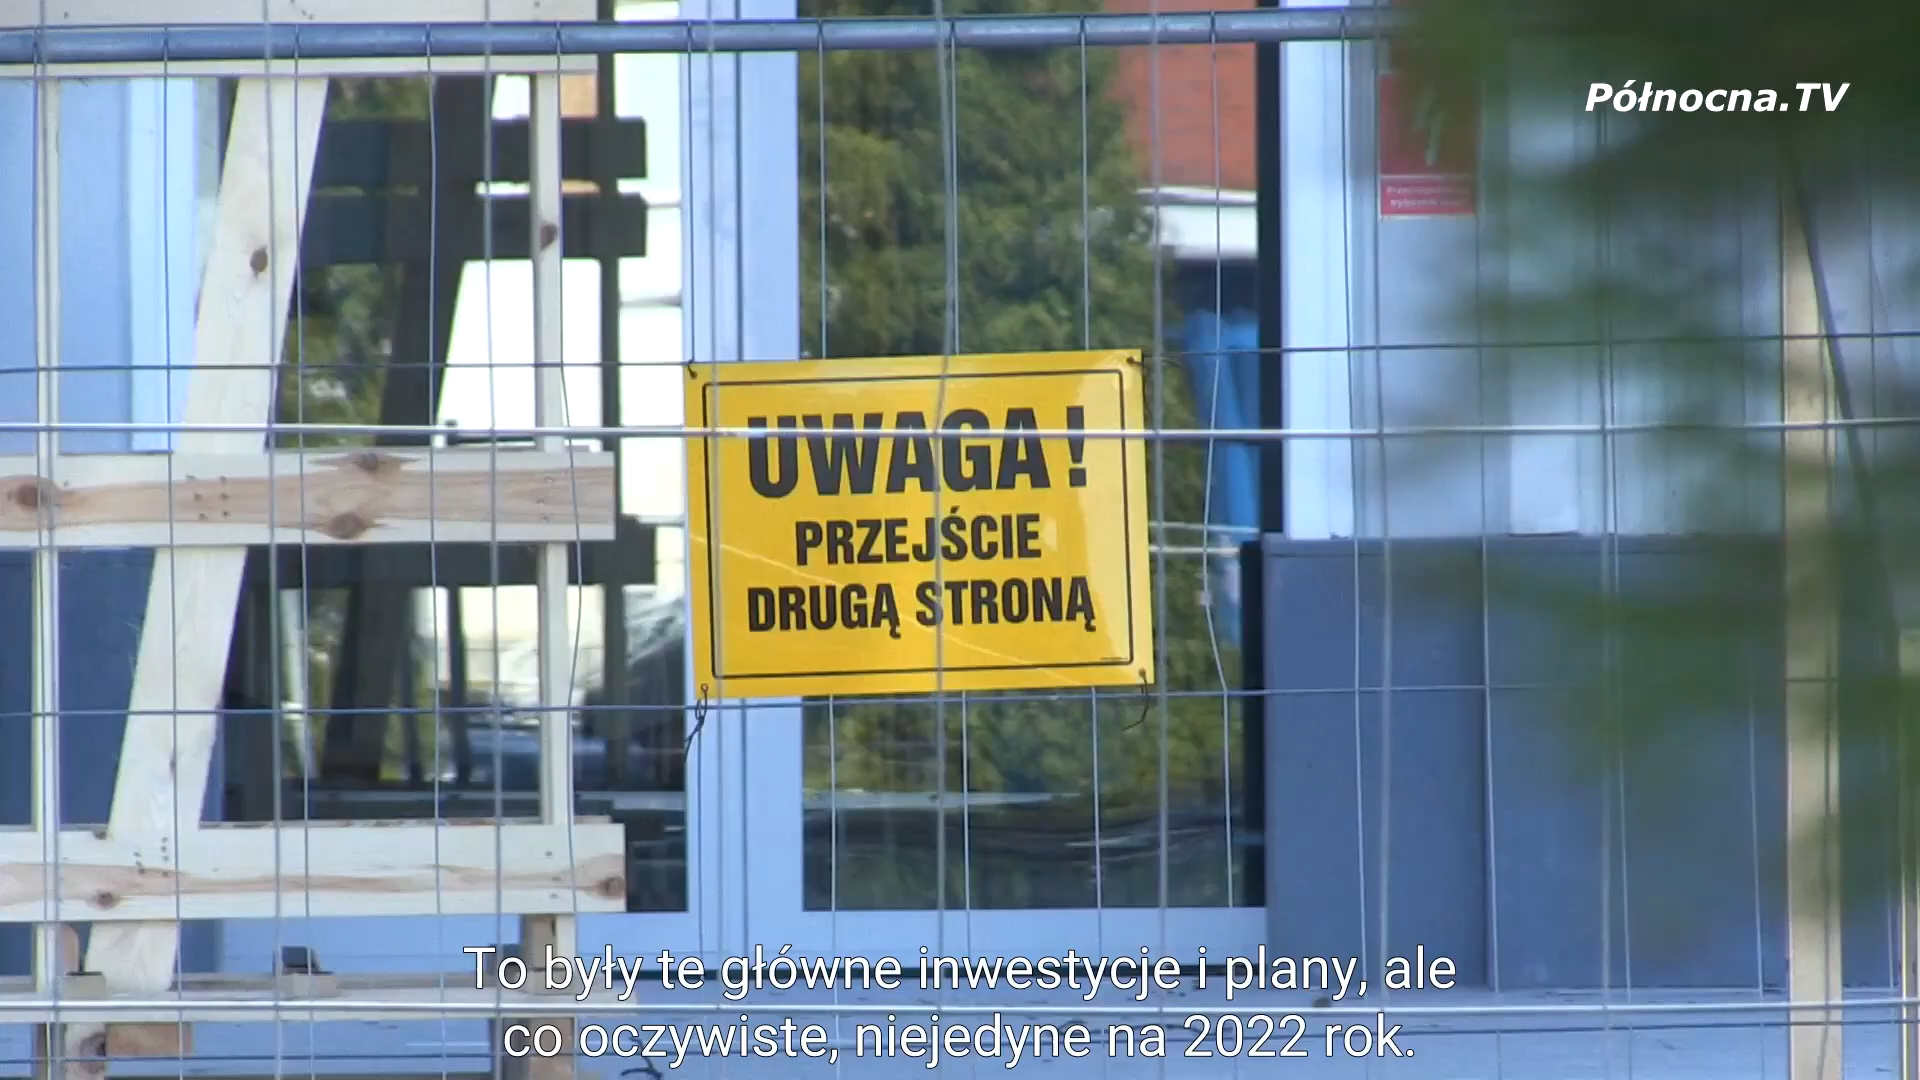 Północna.TV
UWAGA!
PRZEJŚCIE
DRUGĄ STRONĄ
To były te główne inwestycje i plany, ale
co oczywiste, niejedyne na 2022 rok.